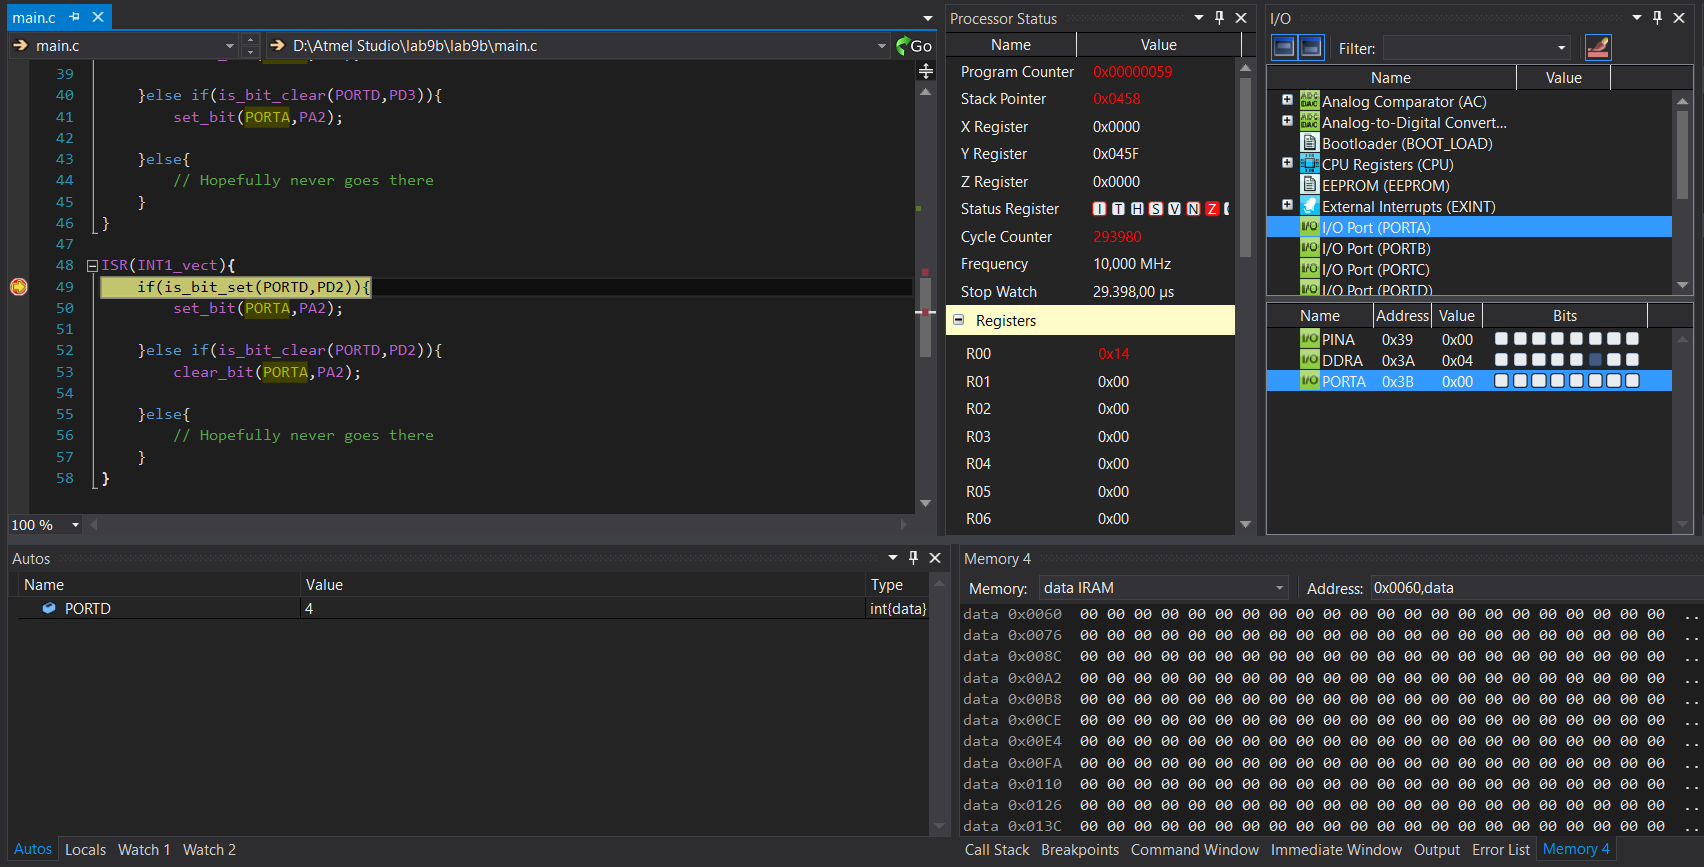 main.c
main.c
D:\Atmel Studio\lab9b\lab9b\main.c
Go
39
40 }else if(is_bit_clear(PORTD,PD3)){
41 set_bit(PORTA,PA2);
42
43 }else{
44 // Hopefully never goes there
45 }
46 }
47
48 ISR(INT1_vect){
49 if(is_bit_set(PORTD,PD2)){
50 set_bit(PORTA,PA2);
51
52 }else if(is_bit_clear(PORTD,PD2)){
53 clear_bit(PORTA,PA2);
54
55 }else{
56 // Hopefully never goes there
57 }
58 }
100 %
Processor Status
Name Value
Program Counter 0x00000059
Stack Pointer 0x0458
X Register 0x0000
Y Register 0x045F
Z Register 0x0000
Status Register I T H S V N Z
Cycle Counter 293980
Frequency 10,000 MHz
Stop Watch 29.398,00 µs
Registers
R00 0x14
R01 0x00
R02 0x00
R03 0x00
R04 0x00
R05 0x00
R06 0x00
I/O
Filter:
Name Value
Analog Comparator (AC)
Analog-to-Digital Convert...
Bootloader (BOOT_LOAD)
CPU Registers (CPU)
EEPROM (EEPROM)
External Interrupts (EXINT)
I/O Port (PORTA)
I/O Port (PORTB)
I/O Port (PORTC)
I/O Port (PORTD)
Name Address Value Bits
PINA 0x39 0x00
DDRA 0x3A 0x04
PORTA 0x3B 0x00
Autos
Name Value Type
PORTD 4 int{data}
Autos Locals Watch 1 Watch 2
Memory 4
Memory: data IRAM Address: 0x0060,data
data 0x0060 00 00 00 00 00 00 00 00 00 00 00 00 00 00 00 00 00 00 00 00 00 00 ..
data 0x0076 00 00 00 00 00 00 00 00 00 00 00 00 00 00 00 00 00 00 00 00 00 00 ..
data 0x008C 00 00 00 00 00 00 00 00 00 00 00 00 00 00 00 00 00 00 00 00 00 00 ..
data 0x00A2 00 00 00 00 00 00 00 00 00 00 00 00 00 00 00 00 00 00 00 00 00 00 ..
data 0x00B8 00 00 00 00 00 00 00 00 00 00 00 00 00 00 00 00 00 00 00 00 00 00 ..
data 0x00CE 00 00 00 00 00 00 00 00 00 00 00 00 00 00 00 00 00 00 00 00 00 00 ..
data 0x00E4 00 00 00 00 00 00 00 00 00 00 00 00 00 00 00 00 00 00 00 00 00 00 ..
data 0x00FA 00 00 00 00 00 00 00 00 00 00 00 00 00 00 00 00 00 00 00 00 00 00 ..
data 0x0110 00 00 00 00 00 00 00 00 00 00 00 00 00 00 00 00 00 00 00 00 00 00 ..
data 0x0126 00 00 00 00 00 00 00 00 00 00 00 00 00 00 00 00 00 00 00 00 00 00 ..
data 0x013C 00 00 00 00 00 00 00 00 00 00 00 00 00 00 00 00 00 00 00 00 00 00 ..
Call Stack Breakpoints Command Window Immediate Window Output Error List Memory 4